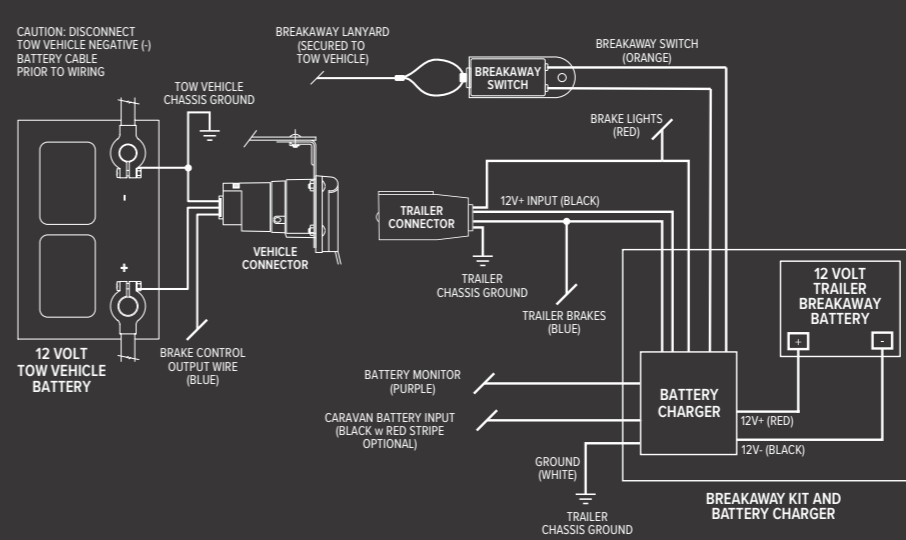 CAUTION: DISCONNECT
TOW VEHICLE NEGATIVE (-)
BATTERY CABLE
PRIOR TO WIRING
TOW VEHICLE
CHASSIS GROUND
BREAKAWAY LANYARD
(SECURED TO
TOW VEHICLE)
BREAKAWAY
SWITCH
BREAKAWAY SWITCH
(ORANGE)
BRAKE LIGHTS
(RED)
-
+
12 VOLT
TOW VEHICLE
BATTERY
VEHICLE
CONNECTOR
BRAKE CONTROL
OUTPUT WIRE
(BLUE)
TRAILER
CONNECTOR
12V+ INPUT (BLACK)
TRAILER
CHASSIS GROUND
TRAILER BRAKES
(BLUE)
12 VOLT
TRAILER
BREAKAWAY
BATTERY
+
-
BATTERY MONITOR
(PURPLE)
CARAVAN BATTERY INPUT
(BLACK w RED STRIPE
OPTIONAL)
BATTERY
CHARGER
12V+ (RED)
12V- (BLACK)
GROUND
(WHITE)
TRAILER
CHASSIS GROUND
BREAKAWAY KIT AND
BATTERY CHARGER